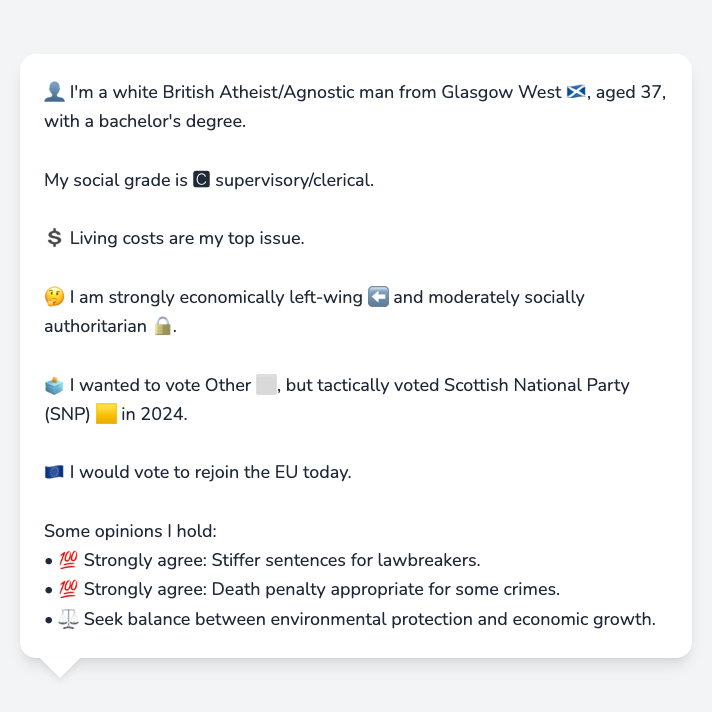 👤 I'm a white British Atheist/Agnostic man from Glasgow West 🏴󠁧󠁢󠁳󠁣󠁴󠁿, aged 37,
with a bachelor's degree.
My social grade is 🅲 supervisory/clerical.
💲 Living costs are my top issue.
🤔 I am strongly economically left-wing ⬅️ and moderately socially
authoritarian 🔒.
🗳️ I wanted to vote Other ⬜, but tactically voted Scottish National Party
(SNP) 🟨 in 2024.
🇪🇺 I would vote to rejoin the EU today.
Some opinions I hold:
• 💯 Strongly agree: Stiffer sentences for lawbreakers.
• 💯 Strongly agree: Death penalty appropriate for some crimes.
• ⚖️ Seek balance between environmental protection and economic growth.